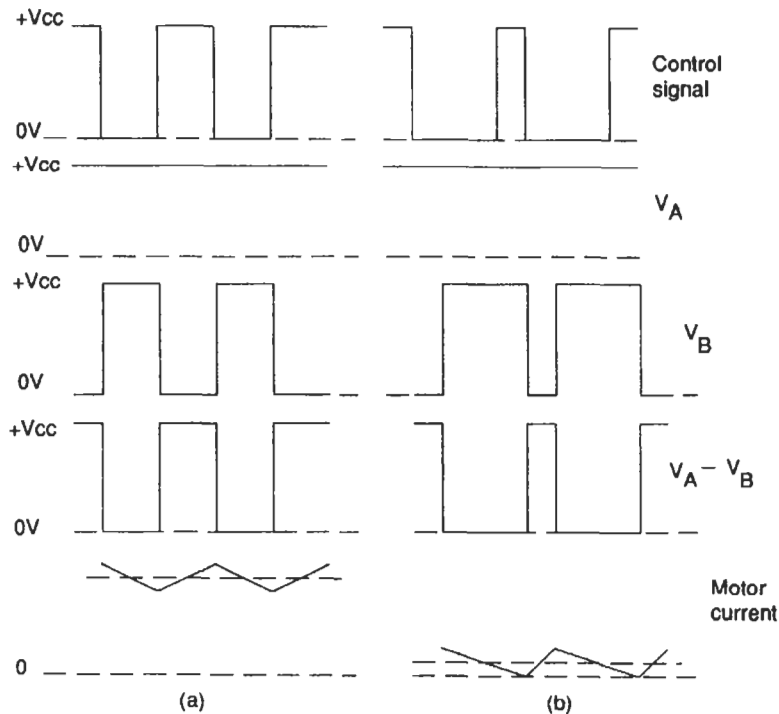 +Vcc
Control
signal
0V
+Vcc
V_A
0V
+Vcc
V_B
0V
+Vcc
V_A − V_B
0V
Motor
current
0
(a)
(b)